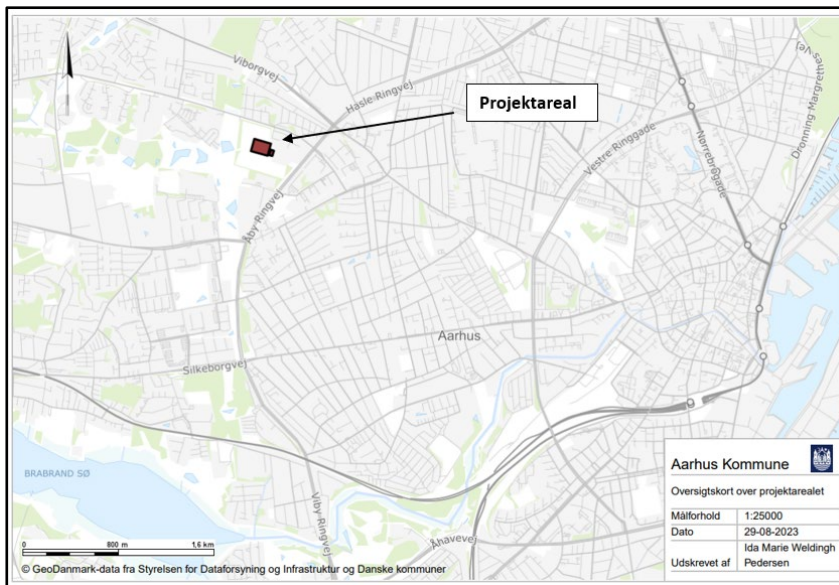 Viborgvej
Hasle Ringvej
Projektareal
Vestre Ringgade
Nørrebrogade
Dronning Margrethes Vej
Åby Ringvej
Aarhus
Silkeborgvej
BRABRAND SØ
Viby Ringvej
Åhavevej
0 800 m 1,6 km
© GeoDanmark-data fra Styrelsen for Dataforsyning og Infrastruktur og Danske kommuner
Aarhus Kommune
Oversigtskort over projektarealet
Målforhold 1:25000
Dato 29-08-2023
Ida Marie Weldingh
Udskrevet af Pedersen